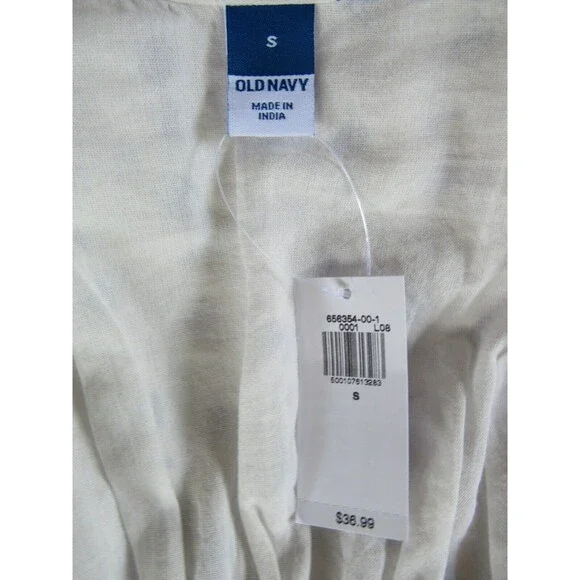 S
OLD NAVY
MADE IN
INDIA
656354-00-1
0001 L08
500107613283
S
$36.99